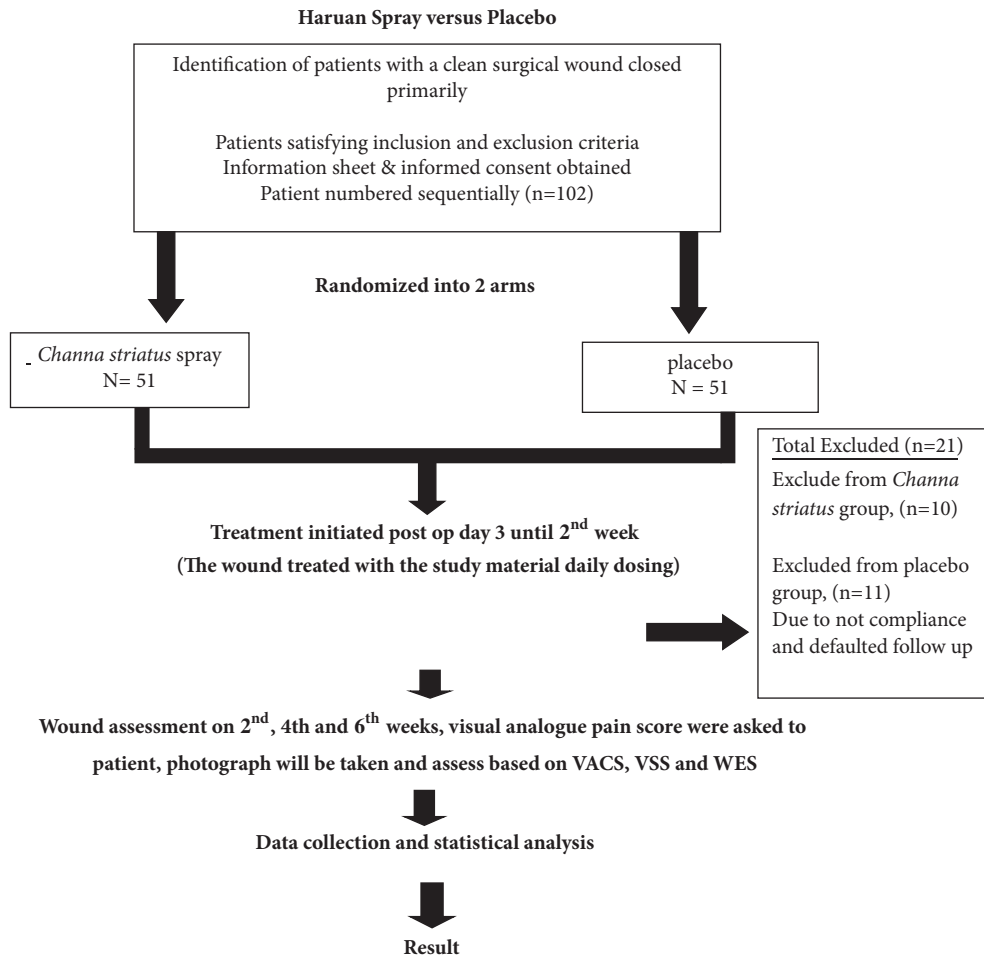 Haruan Spray versus Placebo
Identification of patients with a clean surgical wound closed
primarily
Patients satisfying inclusion and exclusion criteria
Information sheet & informed consent obtained
Patient numbered sequentially (n=102)
Randomized into 2 arms
- Channa striatus spray
N= 51
placebo
N = 51
Total Excluded (n=21)
Exclude from Channa
striatus group, (n=10)
Excluded from placebo
group, (n=11)
Due to not compliance
and defaulted follow up
Treatment initiated post op day 3 until 2nd week
(The wound treated with the study material daily dosing)
Wound assessment on 2nd, 4th and 6th weeks, visual analogue pain score were asked to
patient, photograph will be taken and assess based on VACS, VSS and WES
Data collection and statistical analysis
Result